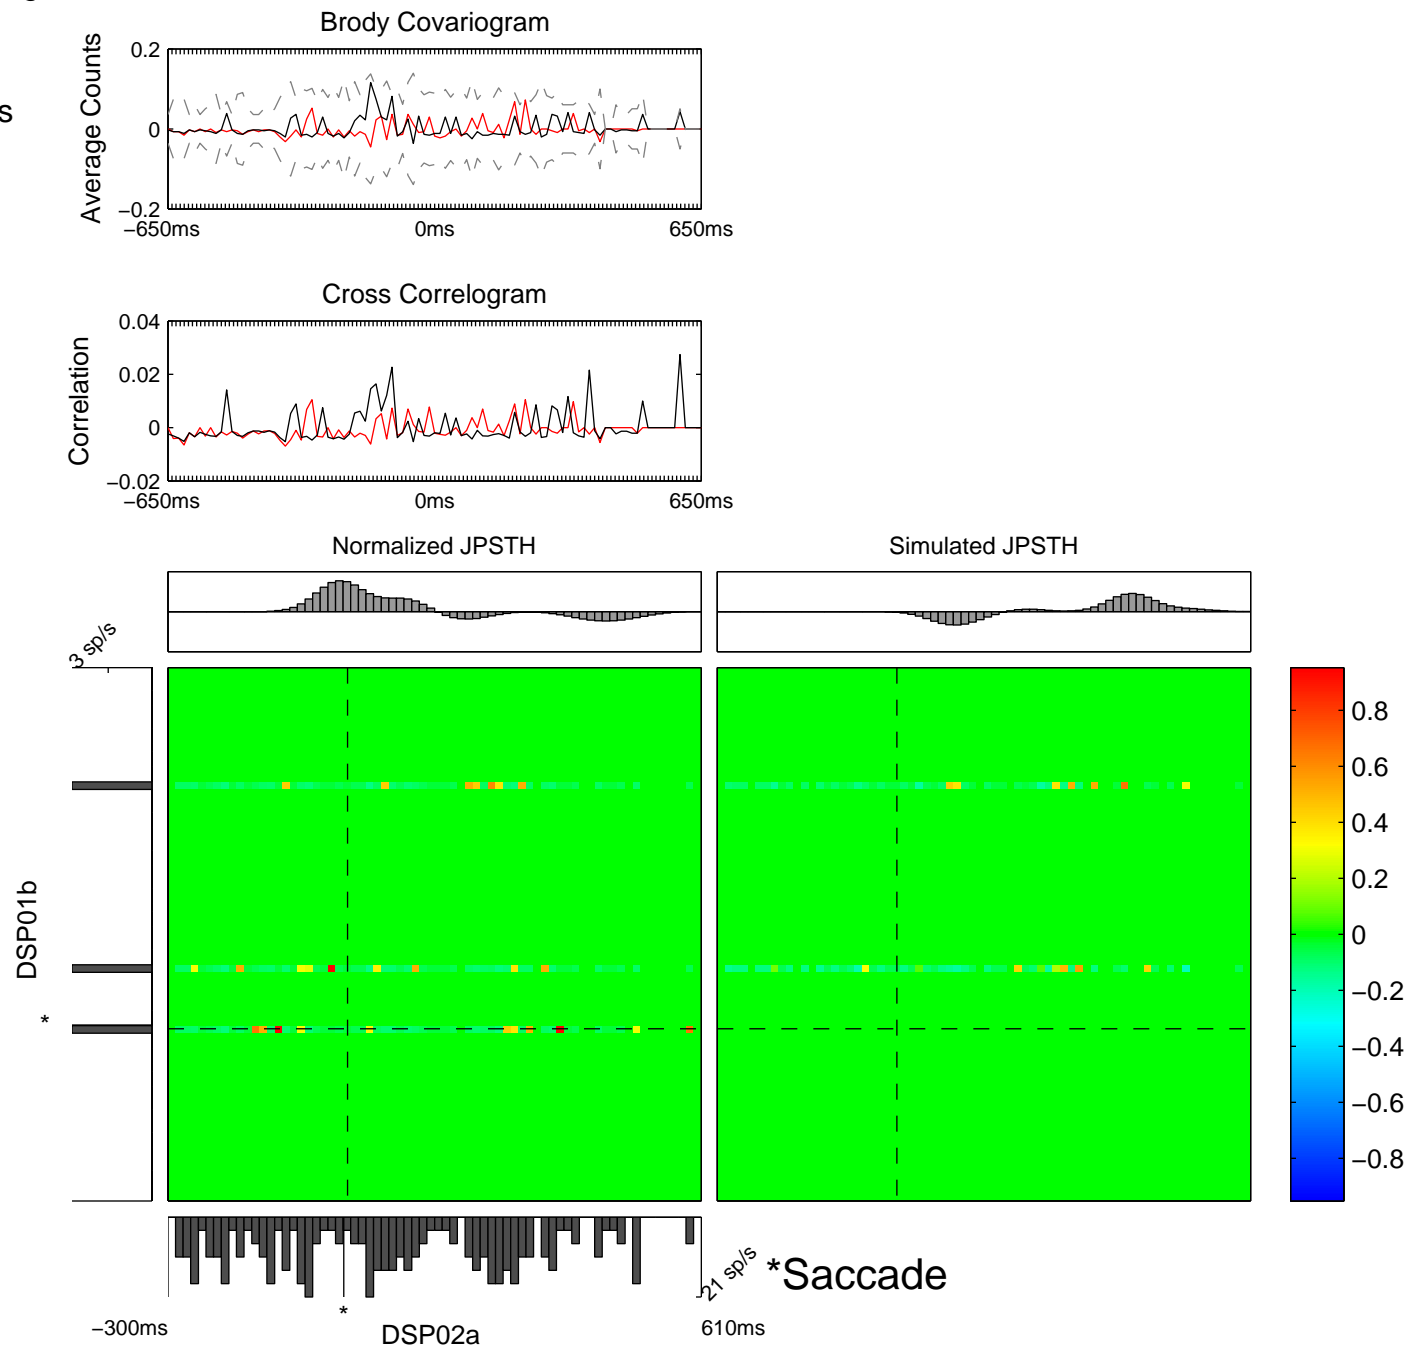 s
Brody Covariogram
Average Counts
0.2
0
−0.2
−650ms
0ms
650ms
Cross Correlogram
Correlation
0.04
0.02
0
−0.02
−650ms
0ms
650ms
Normalized JPSTH
Simulated JPSTH
3 sp/s
DSP01b
*
0.8
0.6
0.4
0.2
0
−0.2
−0.4
−0.6
−0.8
21 sp/s
*Saccade
*
−300ms
DSP02a
610ms